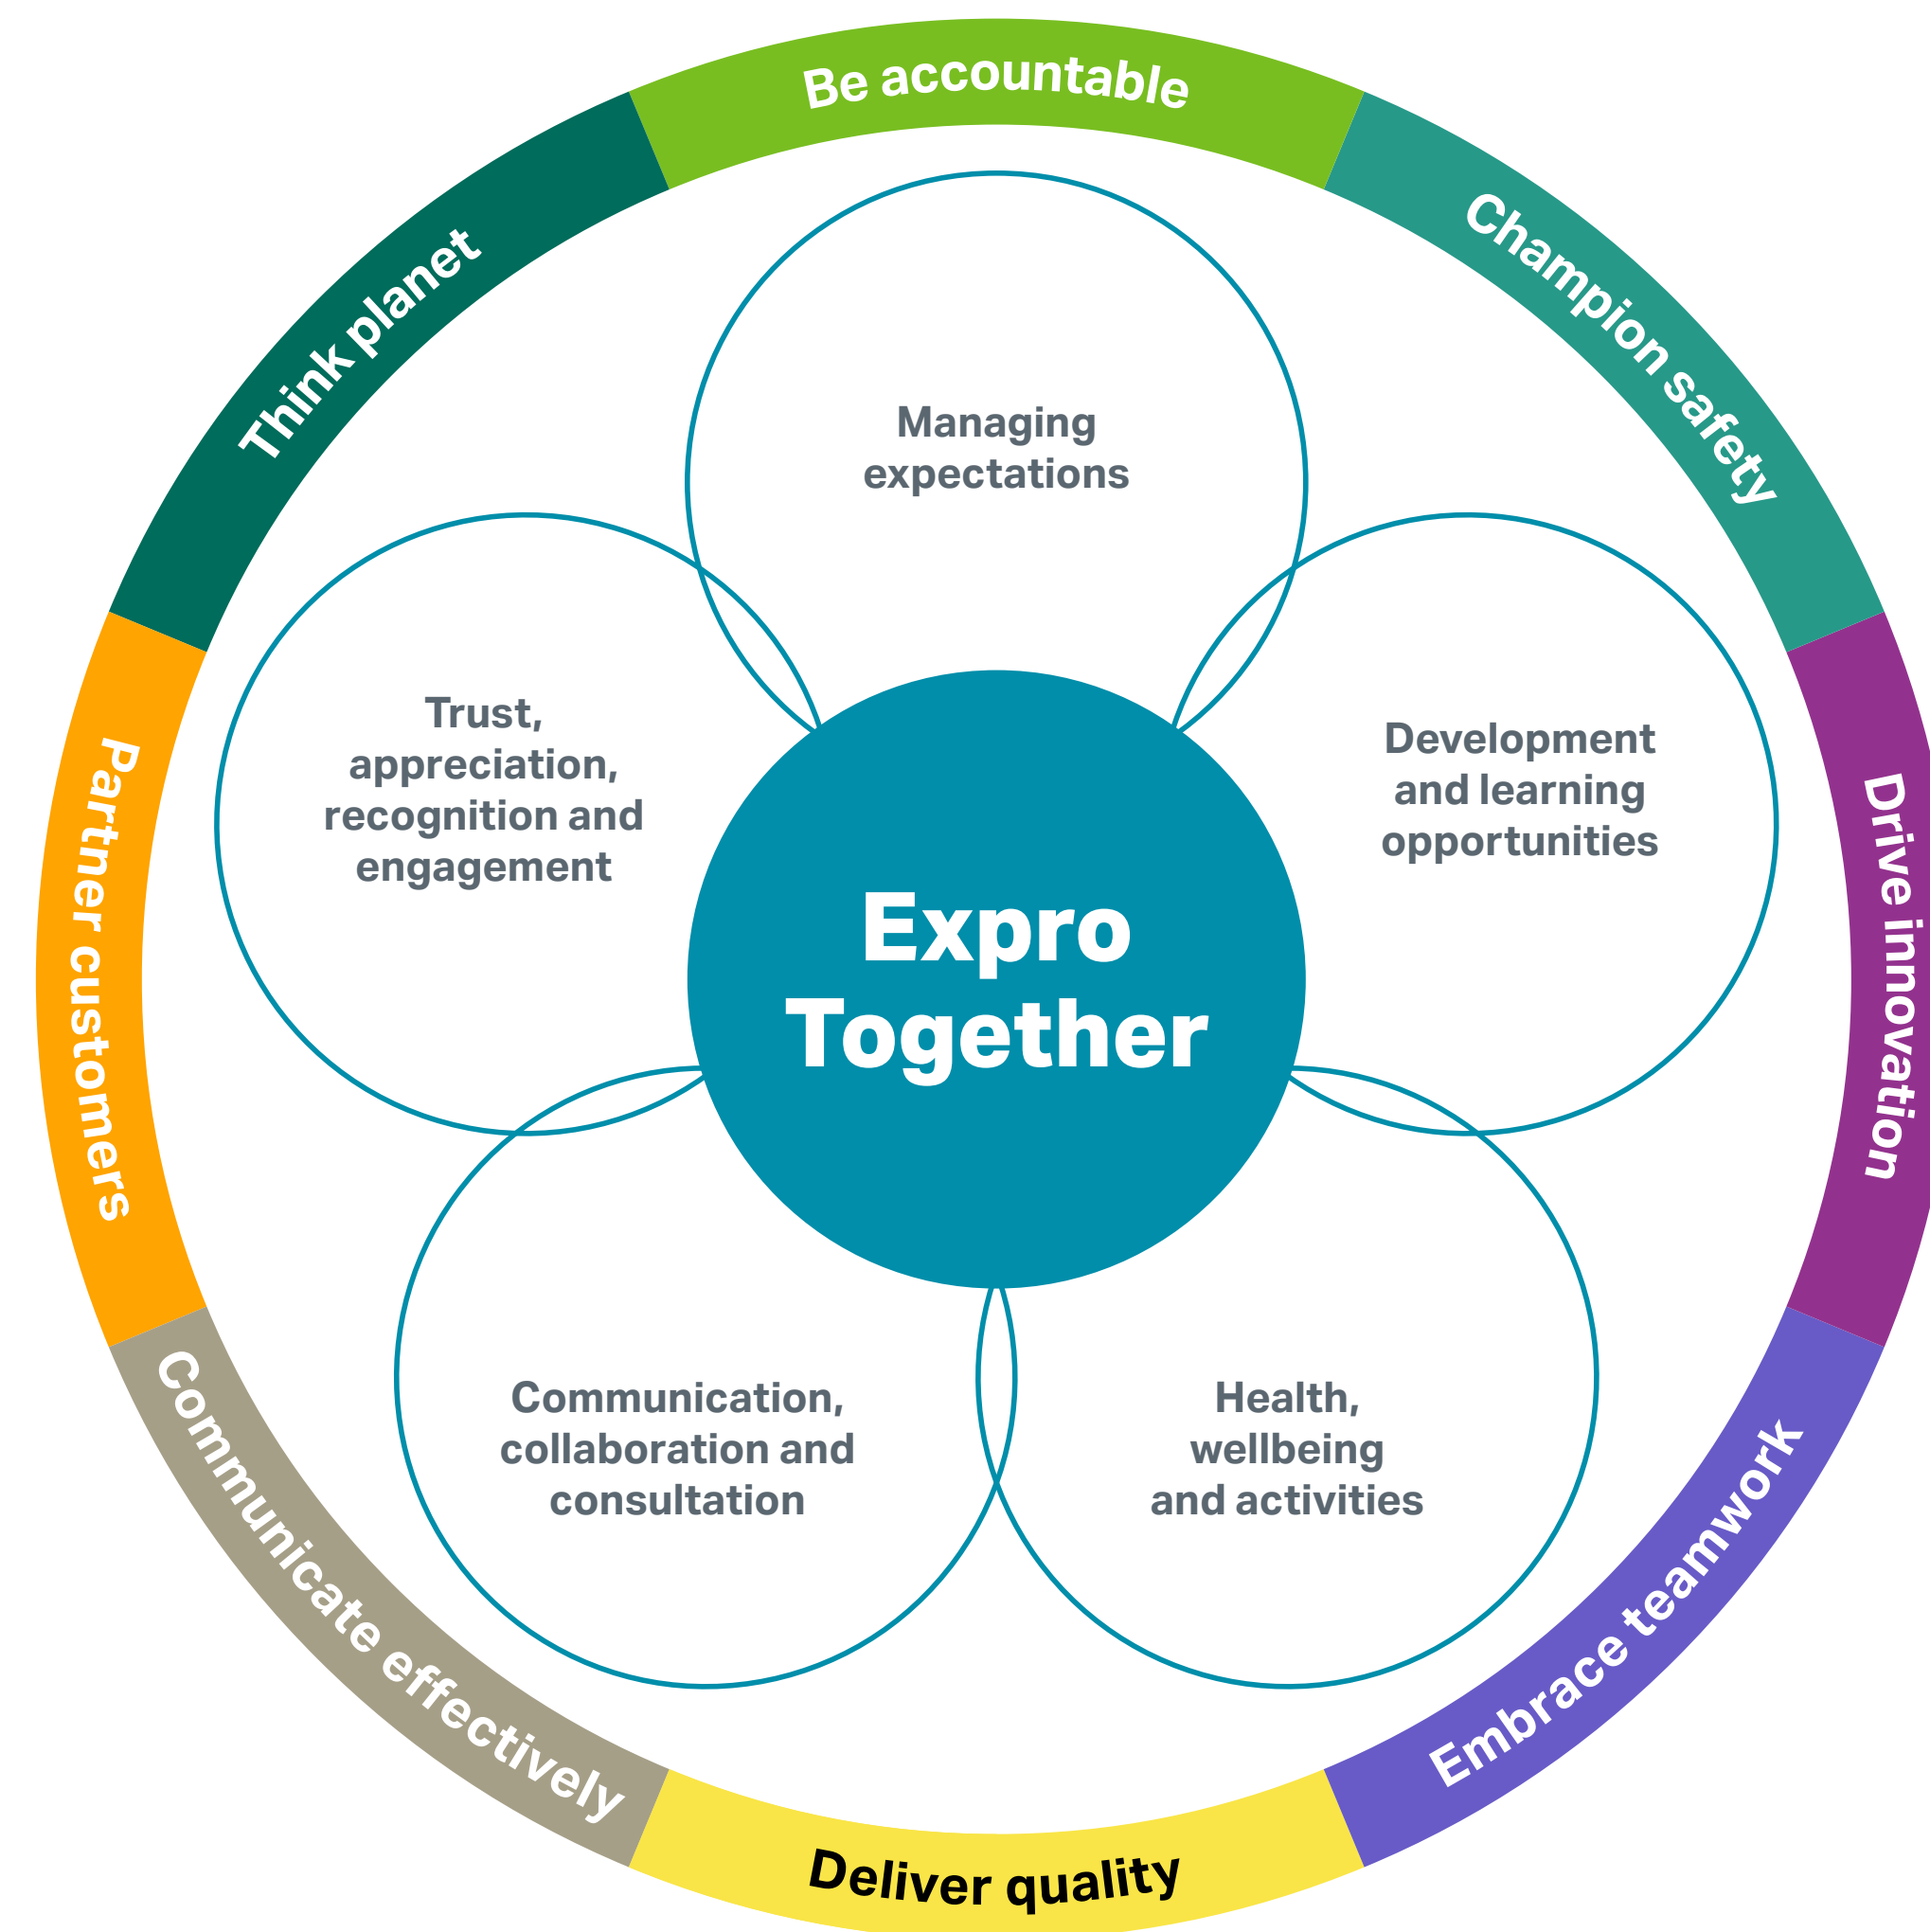 Be accountable
Champion safety
Drive innovation
Embrace teamwork
Deliver quality
Communicate effectively
Partner customers
Think planet
Managing
expectations
Development
and learning
opportunities
Health,
wellbeing
and activities
Communication,
collaboration and
consultation
Trust,
appreciation,
recognition and
engagement
Expro
Together